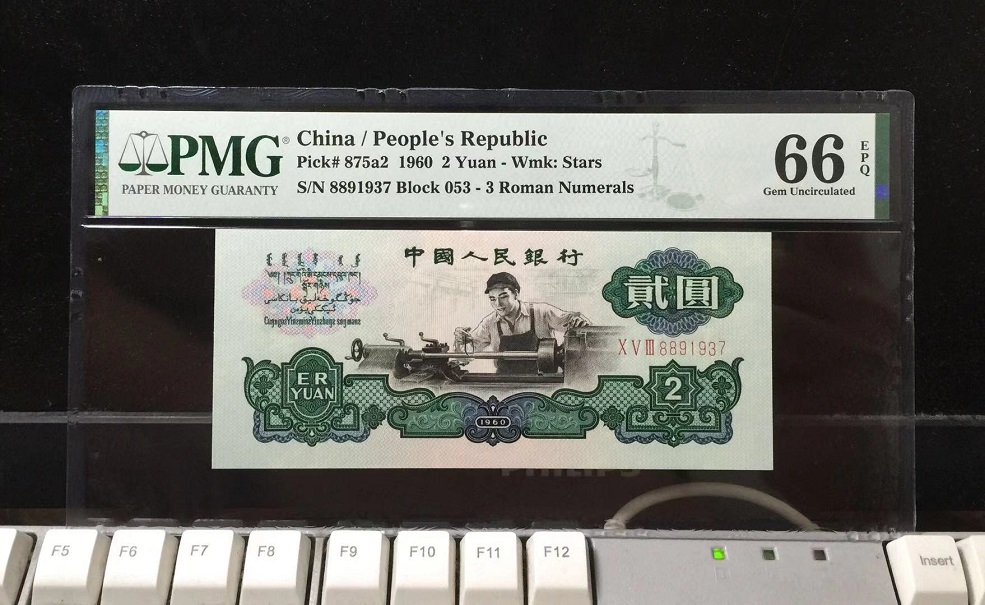 PMG®
PAPER MONEY GUARANTY
China / People's Republic
Pick# 875a2 1960 2 Yuan - Wmk: Stars
S/N 8891937 Block 053 - 3 Roman Numerals
66 EPQ
Gem Uncirculated
中國人民銀行
貳圓
X V III 8891937
ER
YUAN
1960
2
PHILIPS
F5 F6 F7 F8 F9 F10 F11 F12 Insert